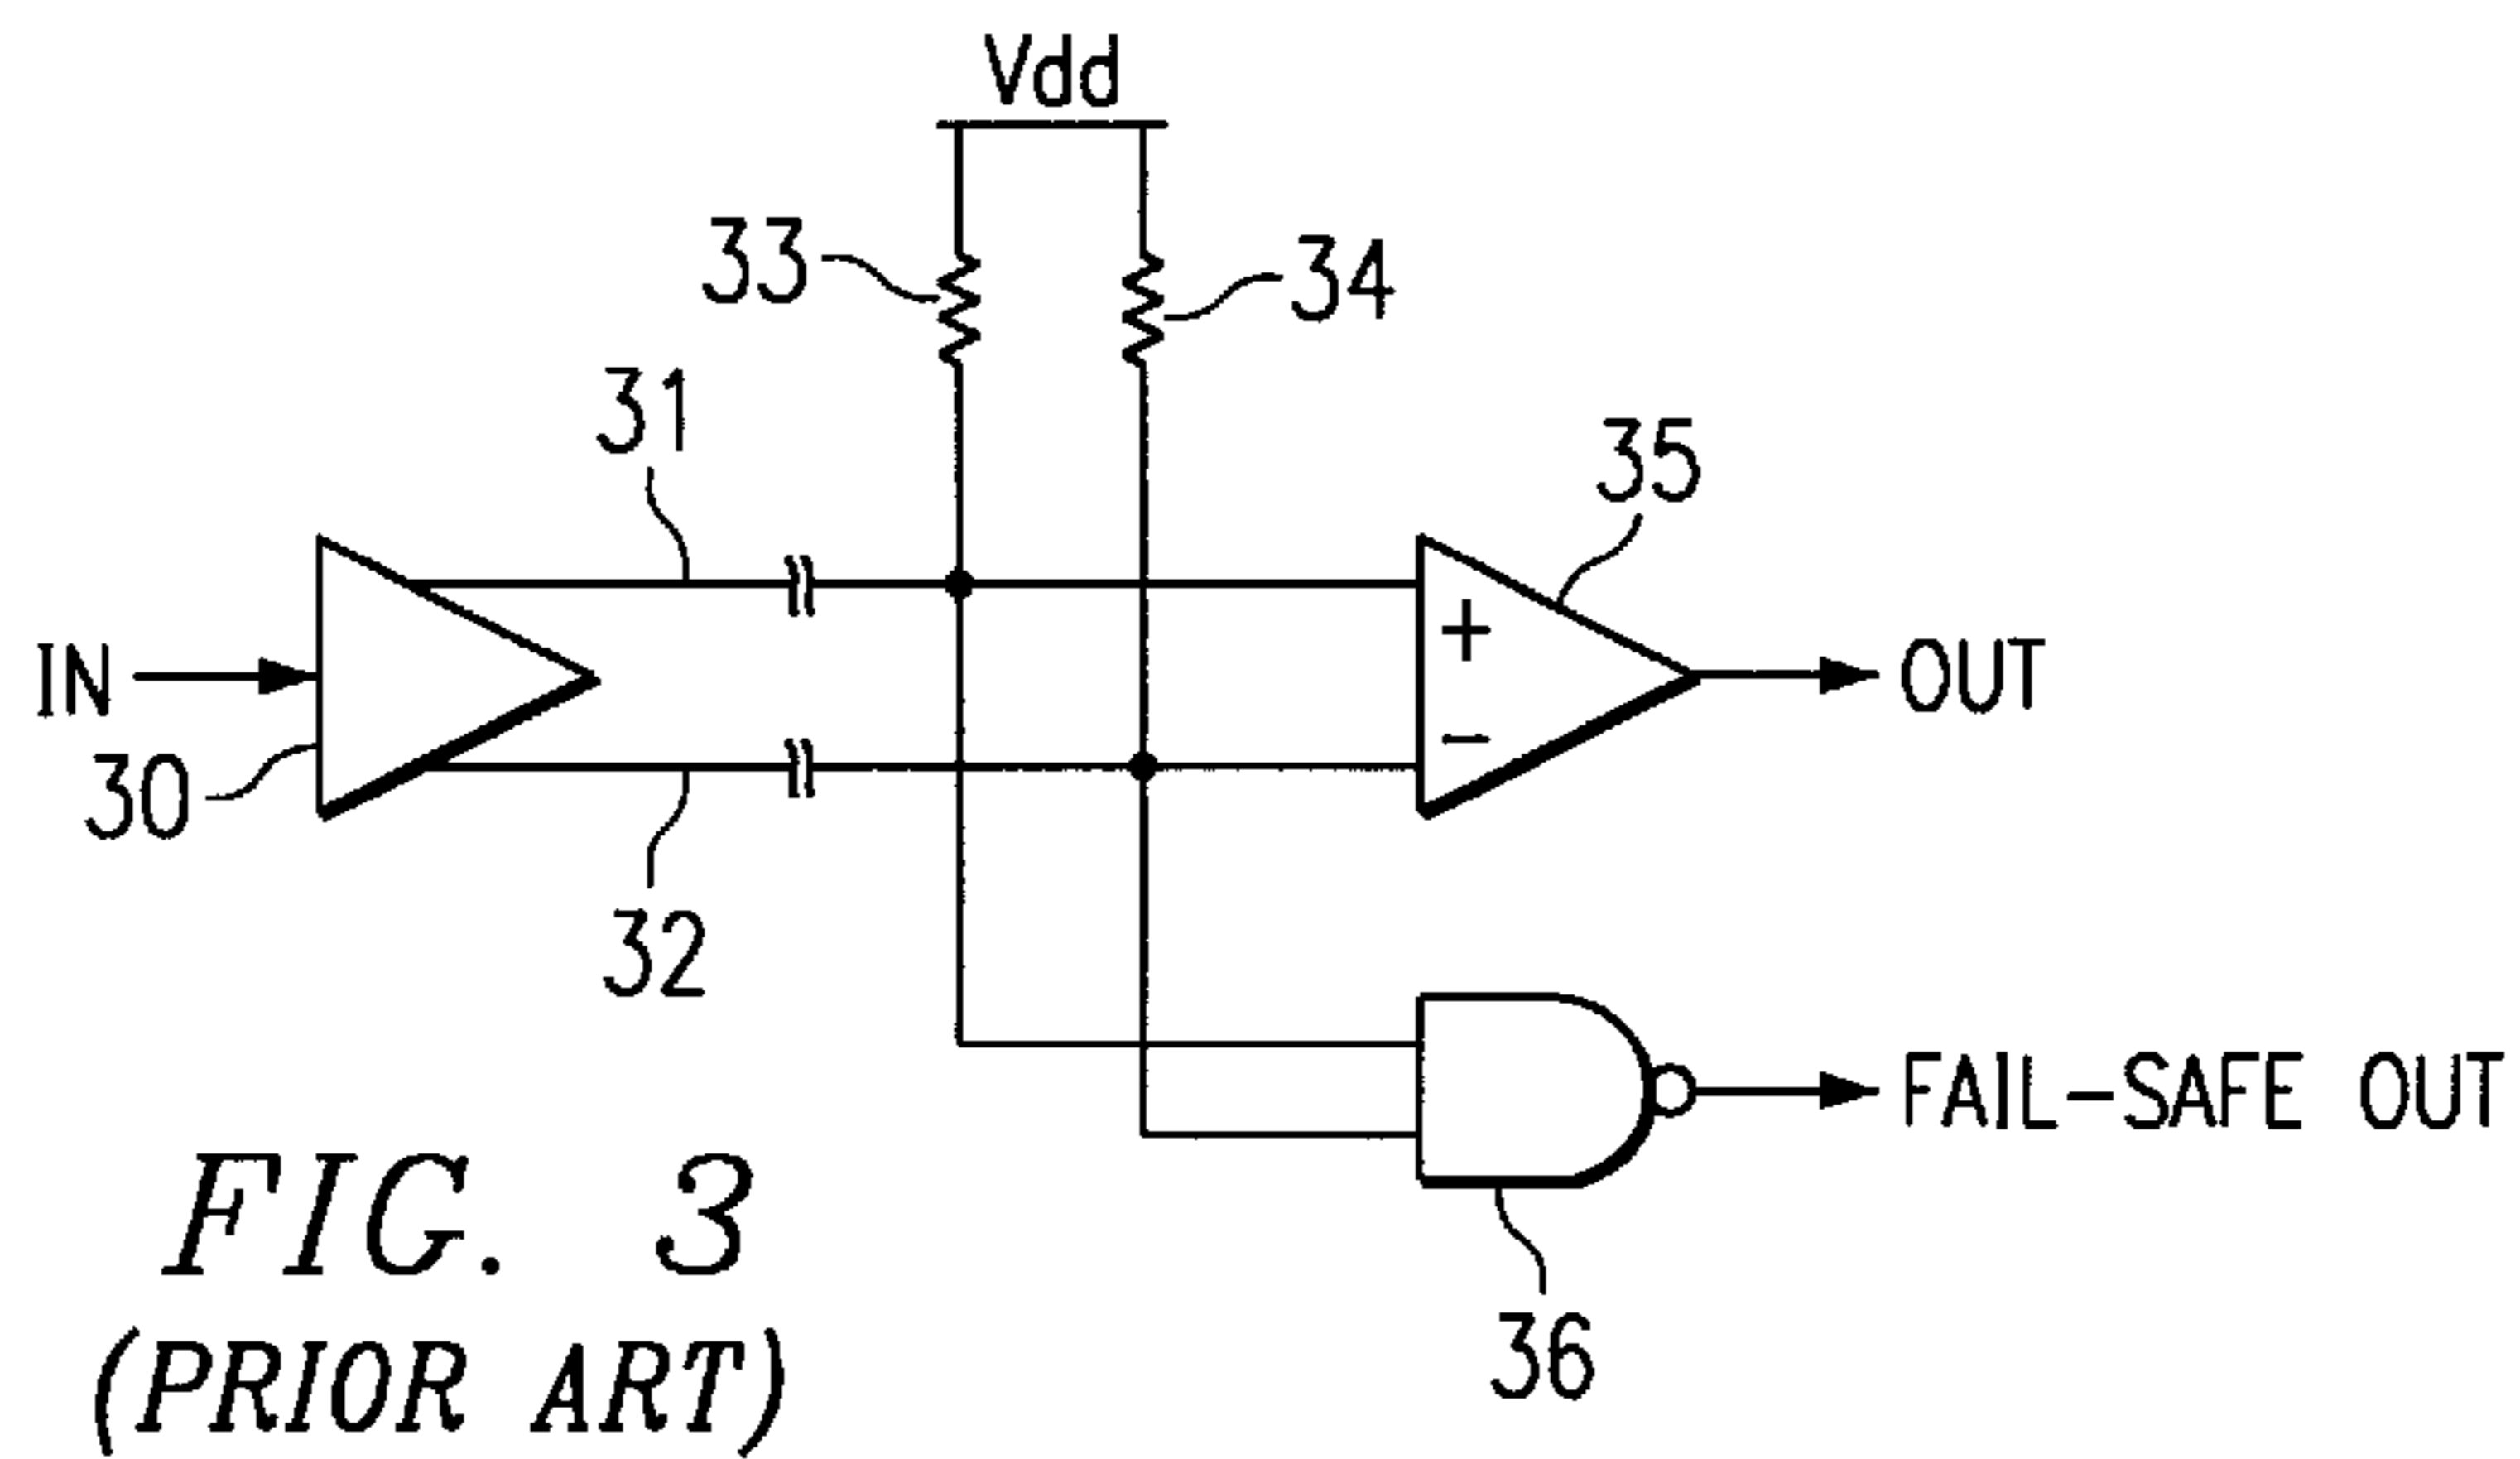 Vdd
33
34
31
35
IN
+
OUT
−
30
32
FAIL-SAFE OUT
36
FIG. 3
(PRIOR ART)